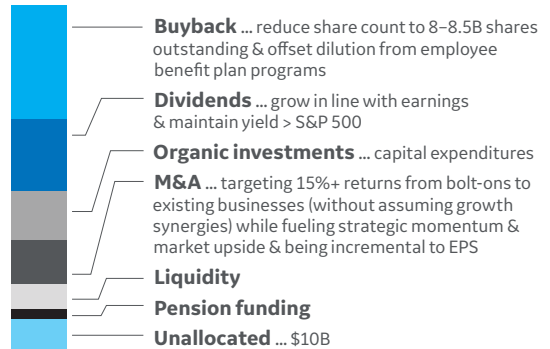 Buyback ... reduce share count to 8–8.5B shares
outstanding & offset dilution from employee
benefit plan programs
Dividends ... grow in line with earnings
& maintain yield > S&P 500
Organic investments ... capital expenditures
M&A ... targeting 15%+ returns from bolt-ons to
existing businesses (without assuming growth
synergies) while fueling strategic momentum &
market upside & being incremental to EPS
Liquidity
Pension funding
Unallocated ... $10B